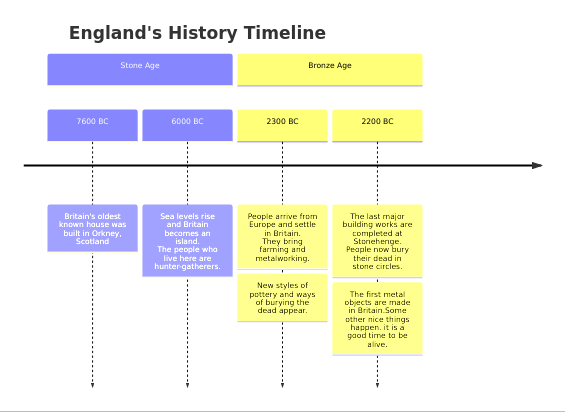 England's History Timeline
Stone Age
Bronze Age
7600 BC
6000 BC
2300 BC
2200 BC
Britain's oldest
known house was
built in Orkney,
Scotland
Sea levels rise
and Britain
becomes an
island.
The people who
live here are
hunter-gatherers.
People arrive from
Europe and settle
in Britain.
They bring
farming and
metalworking.
New styles of
pottery and ways
of burying the
dead appear.
The last major
building works are
completed at
Stonehenge.
People now bury
their dead in
stone circles.
The first metal
objects are made
in Britain.Some
other nice things
happen. it is a
good time to be
alive.